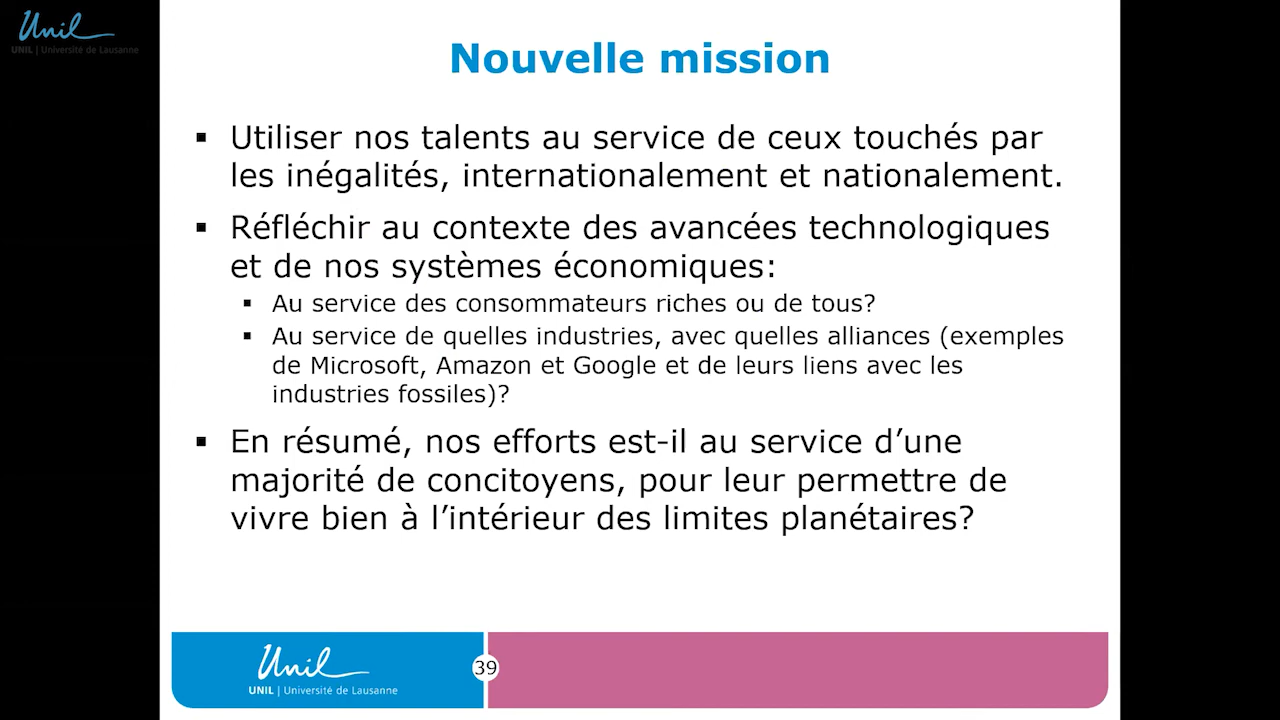 Unil
UNIL | Université de Lausanne
Nouvelle mission
▪ Utiliser nos talents au service de ceux touchés par
les inégalités, internationalement et nationalement.
▪ Réfléchir au contexte des avancées technologiques
et de nos systèmes économiques:
▪ Au service des consommateurs riches ou de tous?
▪ Au service de quelles industries, avec quelles alliances (exemples
de Microsoft, Amazon et Google et de leurs liens avec les
industries fossiles)?
▪ En résumé, nos efforts est-il au service d’une
majorité de concitoyens, pour leur permettre de
vivre bien à l’intérieur des limites planétaires?
Unil
UNIL | Université de Lausanne
39